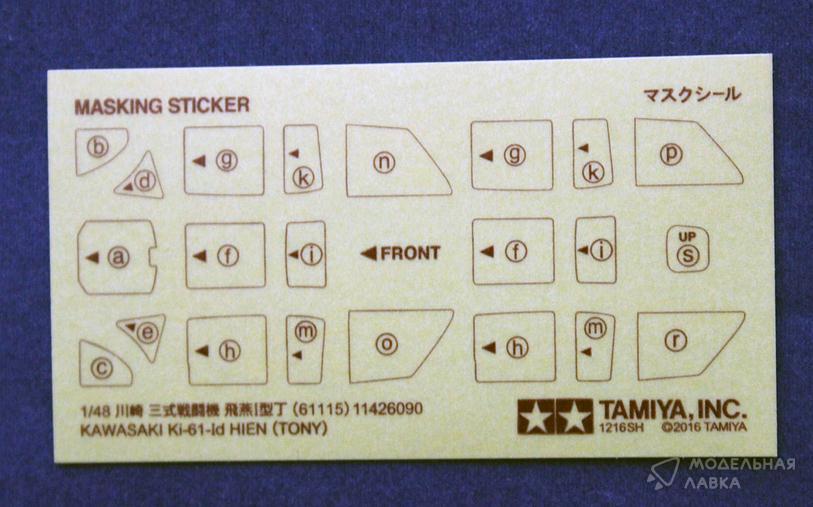 MASKING STICKER
マスクシール
b
d
g
k
n
g
k
p
a
f
i
FRONT
f
i
UP
s
c
e
h
m
o
h
m
r
1/48 川崎 三式戦闘機 飛燕I型丁 (61115) 11426090
KAWASAKI Ki-61-Id HIEN (TONY)
TAMIYA, INC.
1216SH ©2016 TAMIYA
МОДЕЛЬНАЯ
ЛАВКА